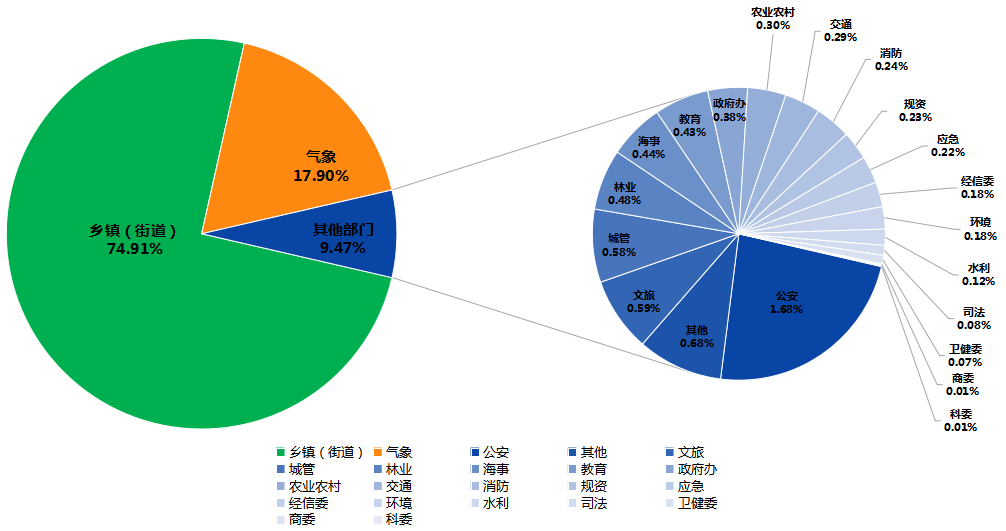 乡镇（街道）
74.91%
气象
17.90%
其他部门
9.47%
农业农村
0.30%
交通
0.29%
消防
0.24%
规资
0.23%
应急
0.22%
经信委
0.18%
环境
0.18%
水利
0.12%
司法
0.08%
卫健委
0.07%
商委
0.01%
科委
0.01%
政府办
0.38%
教育
0.43%
海事
0.44%
林业
0.48%
城管
0.58%
文旅
0.59%
其他
0.68%
公安
1.68%
乡镇（街道） 气象 公安 其他 文旅
城管 林业 海事 教育 政府办
农业农村 交通 消防 规资 应急
经信委 环境 水利 司法 卫健委
商委 科委